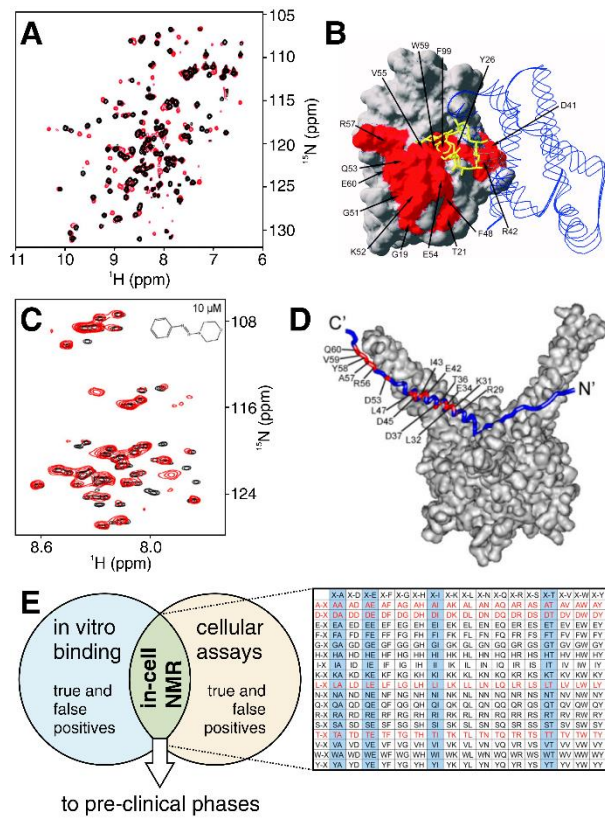 A
105
110
115
120
125
130
¹⁵N (ppm)
11 10 9 8 7 6
¹H (ppm)
B
W59
F99
Y26
V55
D41
R57
Q53
E60
G51
K52
G19
E54
T21
F48
R42
C
10 µM
108
116
124
¹⁵N (ppm)
8.6 8.0
¹H (ppm)
D
C’
N’
Q60
V59
Y58
A57
R56
D53
L47
D45
D37
L32
I43
E42
T36
E34
K31
R29
E
in vitro
binding
true and
false
positives
in-cell
NMR
cellular
assays
true and
false
positives
to pre-clinical phases
X-A X-D X-E X-F X-G X-H X-I X-K X-L X-N X-Q X-R X-S X-T X-V X-W X-Y
A-X AA AD AE AF AG AH AI AK AL AN AQ AR AS AT AV AW AY
D-X DA DD DE DF DG DH DI DK DL DN DQ DR DS DT DV DW DY
E-X EA ED EE EF EG EH EI EK EL EN EQ ER ES ET EV EW EY
F-X FA FD FE FF FG FH FI FK FL FN FQ FR FS FT FV FW FY
G-X GA GD GE GF GG GH GI GK GL GN GQ GR GS GT GV GW GY
H-X HA HD HE HF HG HH HI HK HL HN HQ HR HS HT HV HW HY
I-X IA ID IE IF IG IH II IK IL IN IQ IR IS IT IV IW IY
K-X KA KD KE KF KG KH KI KK KL KN KQ KR KS KT KV KW KY
L-X LA LD LE LF LG LH LI LK LL LN LQ LR LS LT LV LW LY
N-X NA ND NE NF NG NH NI NK NL NN NQ NR NS NT NV NW NY
Q-X QA QD QE QF QG QH QI QK QL QN QQ QR QS QT QV QW QY
R-X RA RD RE RF RG RH RI RK RL RN RQ RR RS RT RV RW RY
S-X SA SD SE SF SG SH SI SK SL SN SQ SR SS ST SV SW SY
T-X TA TD TE TF TG TH TI TK TL TN TQ TR TS TT TV TW TY
V-X VA VD VE VF VG VH VI VK VL VN VQ VR VS VT VV VW VY
W-X WA WD WE WF WG WH WI WK WL WN WQ WR WS WT WV WW WY
Y-X YA YD YE YF YG YH YI YK YL YN YQ YR YS YT YV YW YY